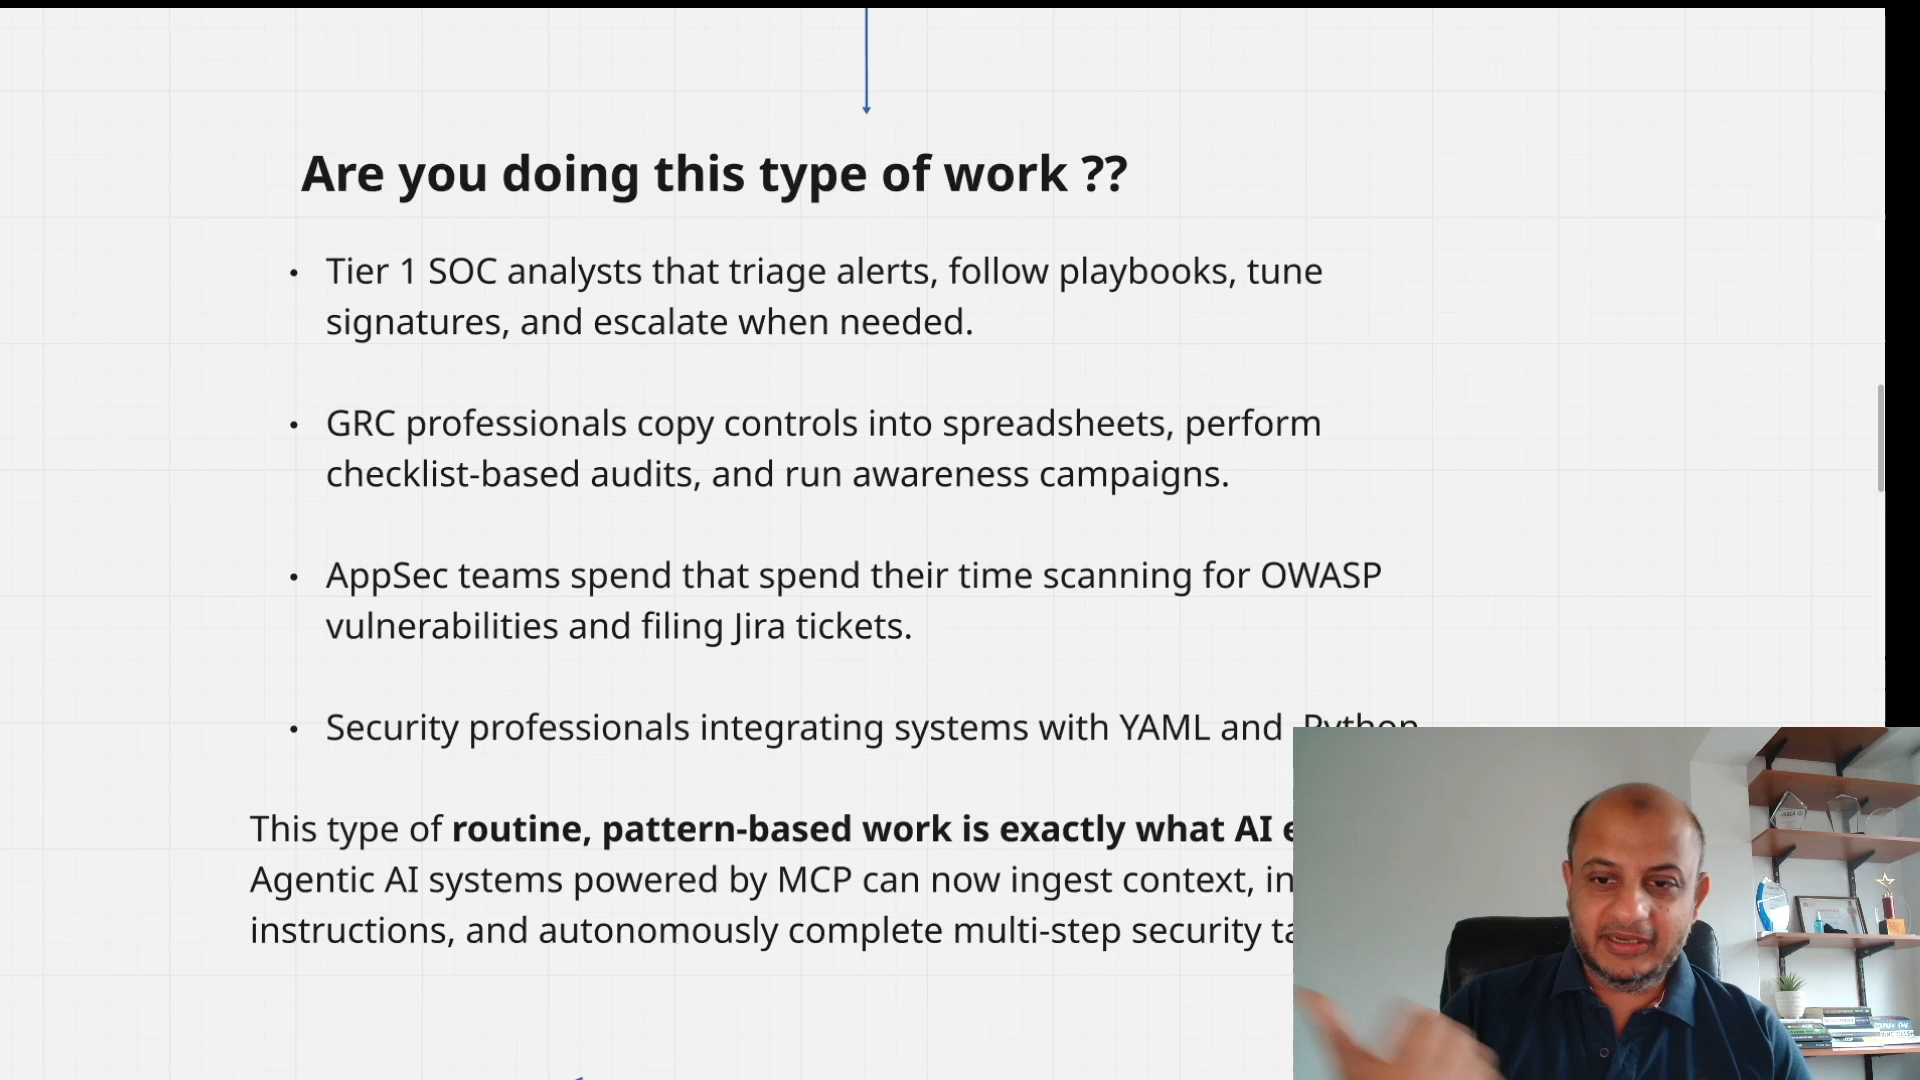 Are you doing this type of work ??
• Tier 1 SOC analysts that triage alerts, follow playbooks, tune
signatures, and escalate when needed.
• GRC professionals copy controls into spreadsheets, perform
checklist-based audits, and run awareness campaigns.
• AppSec teams spend that spend their time scanning for OWASP
vulnerabilities and filing Jira tickets.
• Security professionals integrating systems with YAML and Python
This type of routine, pattern-based work is exactly what AI
Agentic AI systems powered by MCP can now ingest context,
instructions, and autonomously complete multi-step security